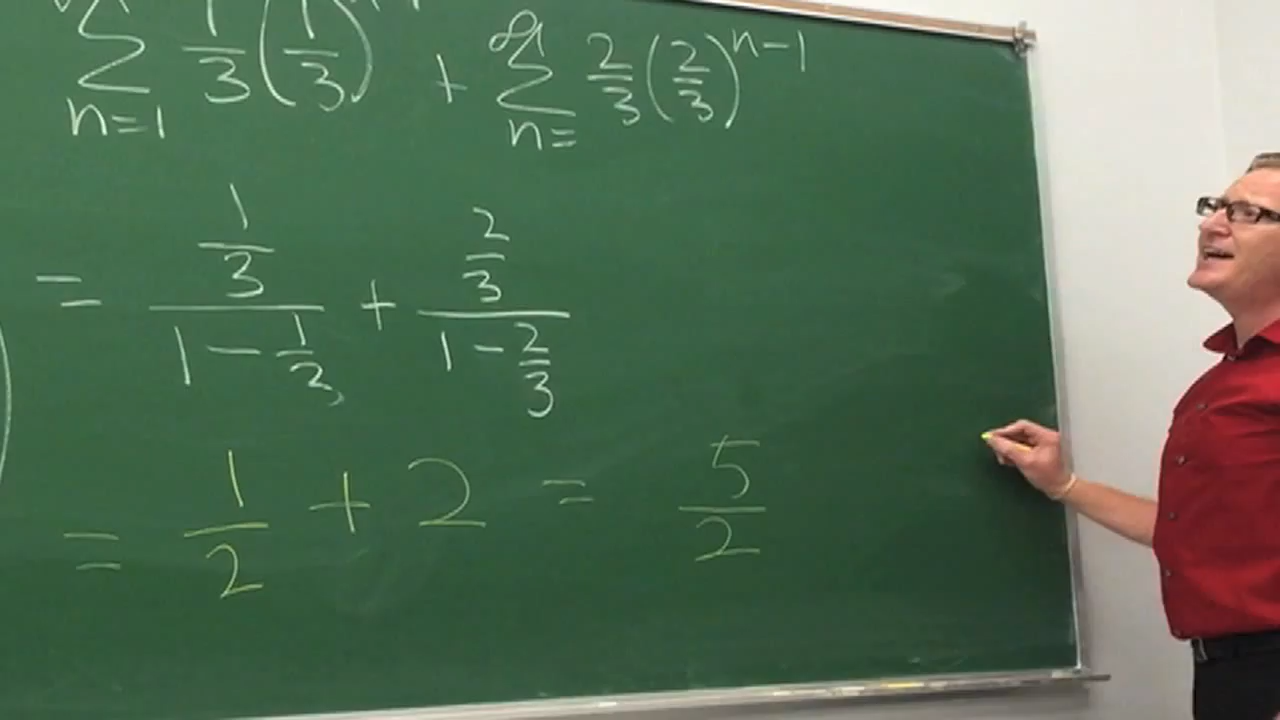 ∑ n=1 1/3 (1/3) + ∑ ∞ n= 2/3 (2/3)^n-1
= 1/3 / 1 - 1/3 + 2/3 / 1 - 2/3
= 1/2 + 2 = 5/2